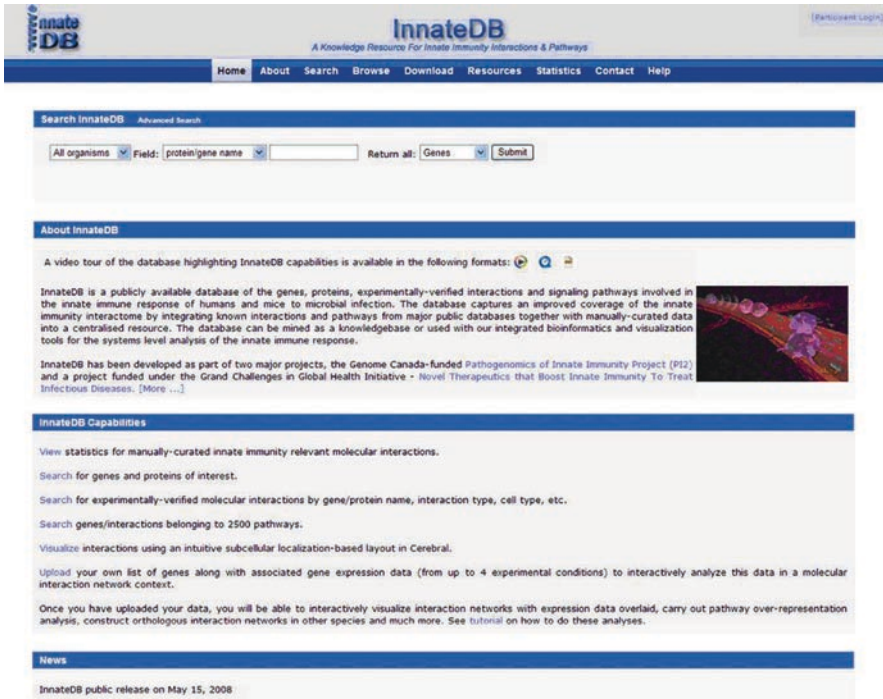 [Participant Login]
Innate
DB
InnateDB
A Knowledge Resource For Innate Immunity Interactions & Pathways
Home About Search Browse Download Resources Statistics Contact Help
Search InnateDB Advanced Search
All organisms Field: protein/gene name Return all: Genes Submit
About InnateDB
A video tour of the database highlighting InnateDB capabilities is available in the following formats:
InnateDB is a publicly available database of the genes, proteins, experimentally-verified interactions and signaling pathways involved in
the innate immune response of humans and mice to microbial infection. The database captures an improved coverage of the innate
immunity interactome by integrating known interactions and pathways from major public databases together with manually-curated data
into a centralised resource. The database can be mined as a knowledgebase or used with our integrated bioinformatics and visualization
tools for the systems level analysis of the innate immune response.
InnateDB has been developed as part of two major projects, the Genome Canada-funded Pathogenomics of Innate Immunity Project (PI2)
and a project funded under the Grand Challenges in Global Health Initiative - Novel Therapeutics that Boost Innate Immunity To Treat
Infectious Diseases. [More ...]
InnateDB Capabilities
View statistics for manually-curated innate immunity relevant molecular interactions.
Search for genes and proteins of interest.
Search for experimentally-verified molecular interactions by gene/protein name, interaction type, cell type, etc.
Search genes/interactions belonging to 2500 pathways.
Visualize interactions using an intuitive subcellular localization-based layout in Cerebral.
Upload your own list of genes along with associated gene expression data (from up to 4 experimental conditions) to interactively analyze this data in a molecular
interaction network context.
Once you have uploaded your data, you will be able to interactively visualize interaction networks with expression data overlaid, carry out pathway over-representation
analysis, construct orthologous interaction networks in other species and much more. See tutorial on how to do these analyses.
News
InnateDB public release on May 15, 2008